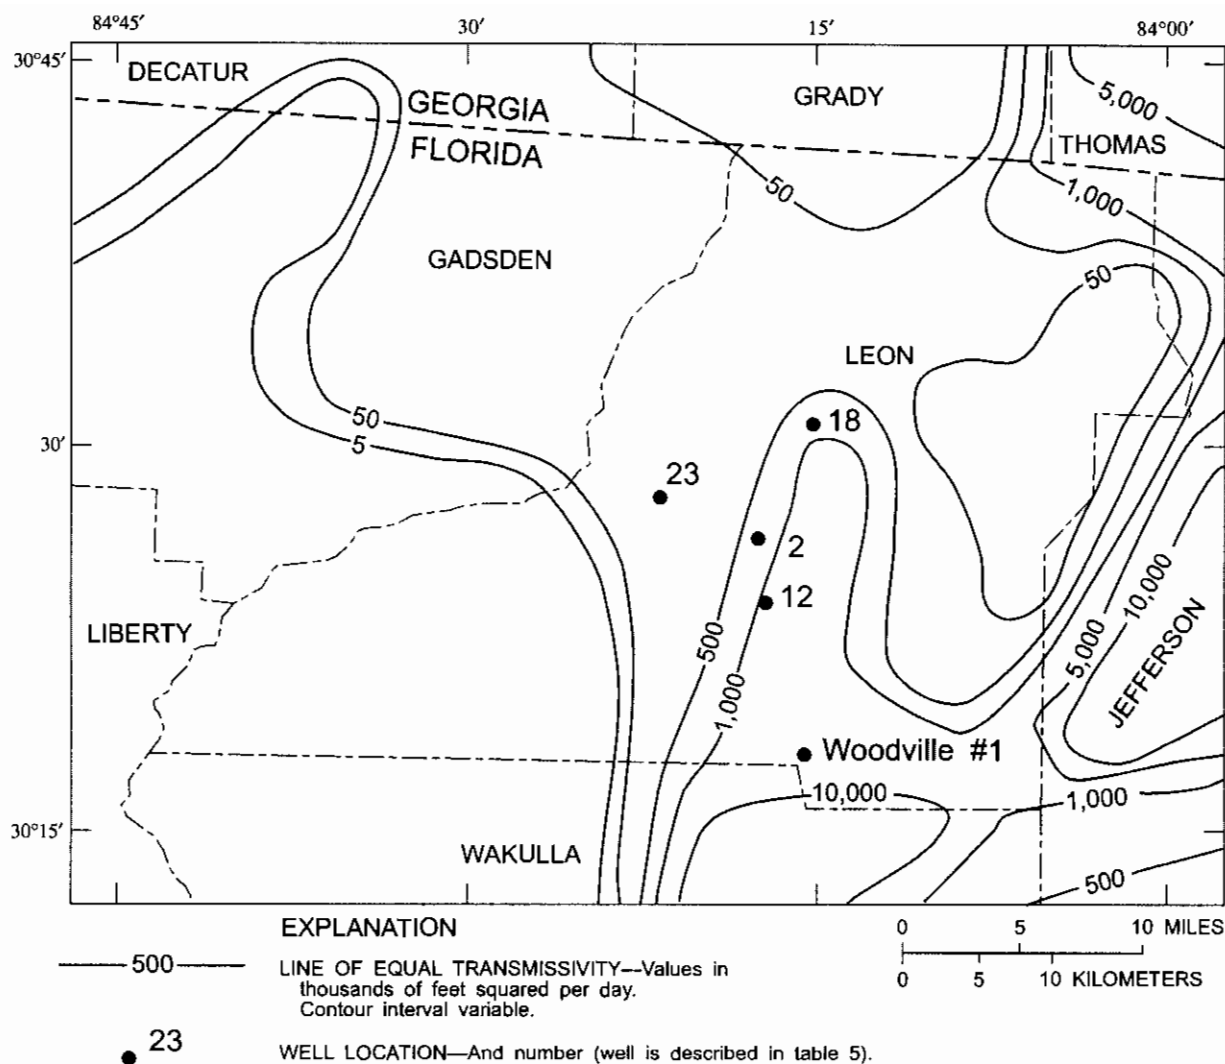 84°45′ 30′ 15′ 84°00′
30°45′
DECATUR
GEORGIA
GRADY
5,000
FLORIDA
THOMAS
50
1,000
GADSDEN
50
LEON
50
5
18
30′
23
2
12
LIBERTY
500
1,000
5,000
10,000
JEFFERSON
Woodville #1
10,000
1,000
30°15′
WAKULLA
500
EXPLANATION
0 5 10 MILES
0 5 10 KILOMETERS
500
LINE OF EQUAL TRANSMISSIVITY--Values in
thousands of feet squared per day.
Contour interval variable.
23
WELL LOCATION—And number (well is described in table 5).